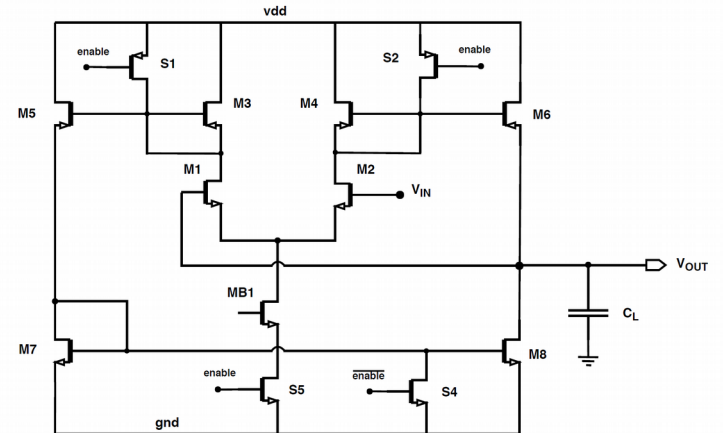 vdd
enable
S1
S2
enable
M5
M3
M4
M6
M1
M2
VIN
VOUT
MB1
CL
M7
M8
enable
S5
enable
S4
gnd